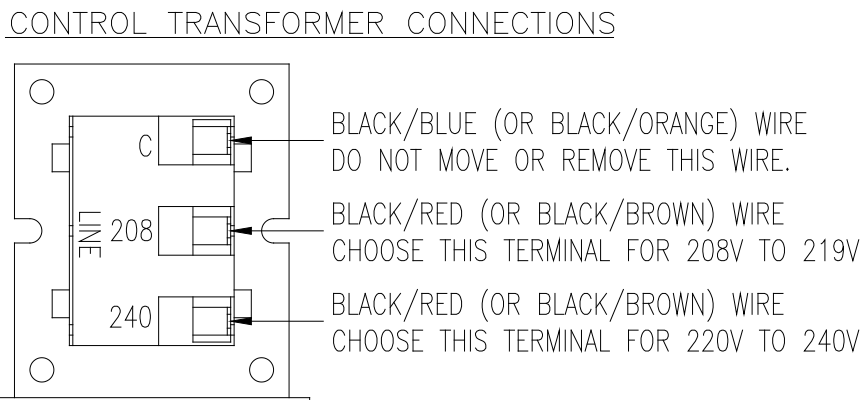 CONTROL TRANSFORMER CONNECTIONS
C
BLACK/BLUE (OR BLACK/ORANGE) WIRE
DO NOT MOVE OR REMOVE THIS WIRE.
LINE
208
BLACK/RED (OR BLACK/BROWN) WIRE
CHOOSE THIS TERMINAL FOR 208V TO 219V
240
BLACK/RED (OR BLACK/BROWN) WIRE
CHOOSE THIS TERMINAL FOR 220V TO 240V